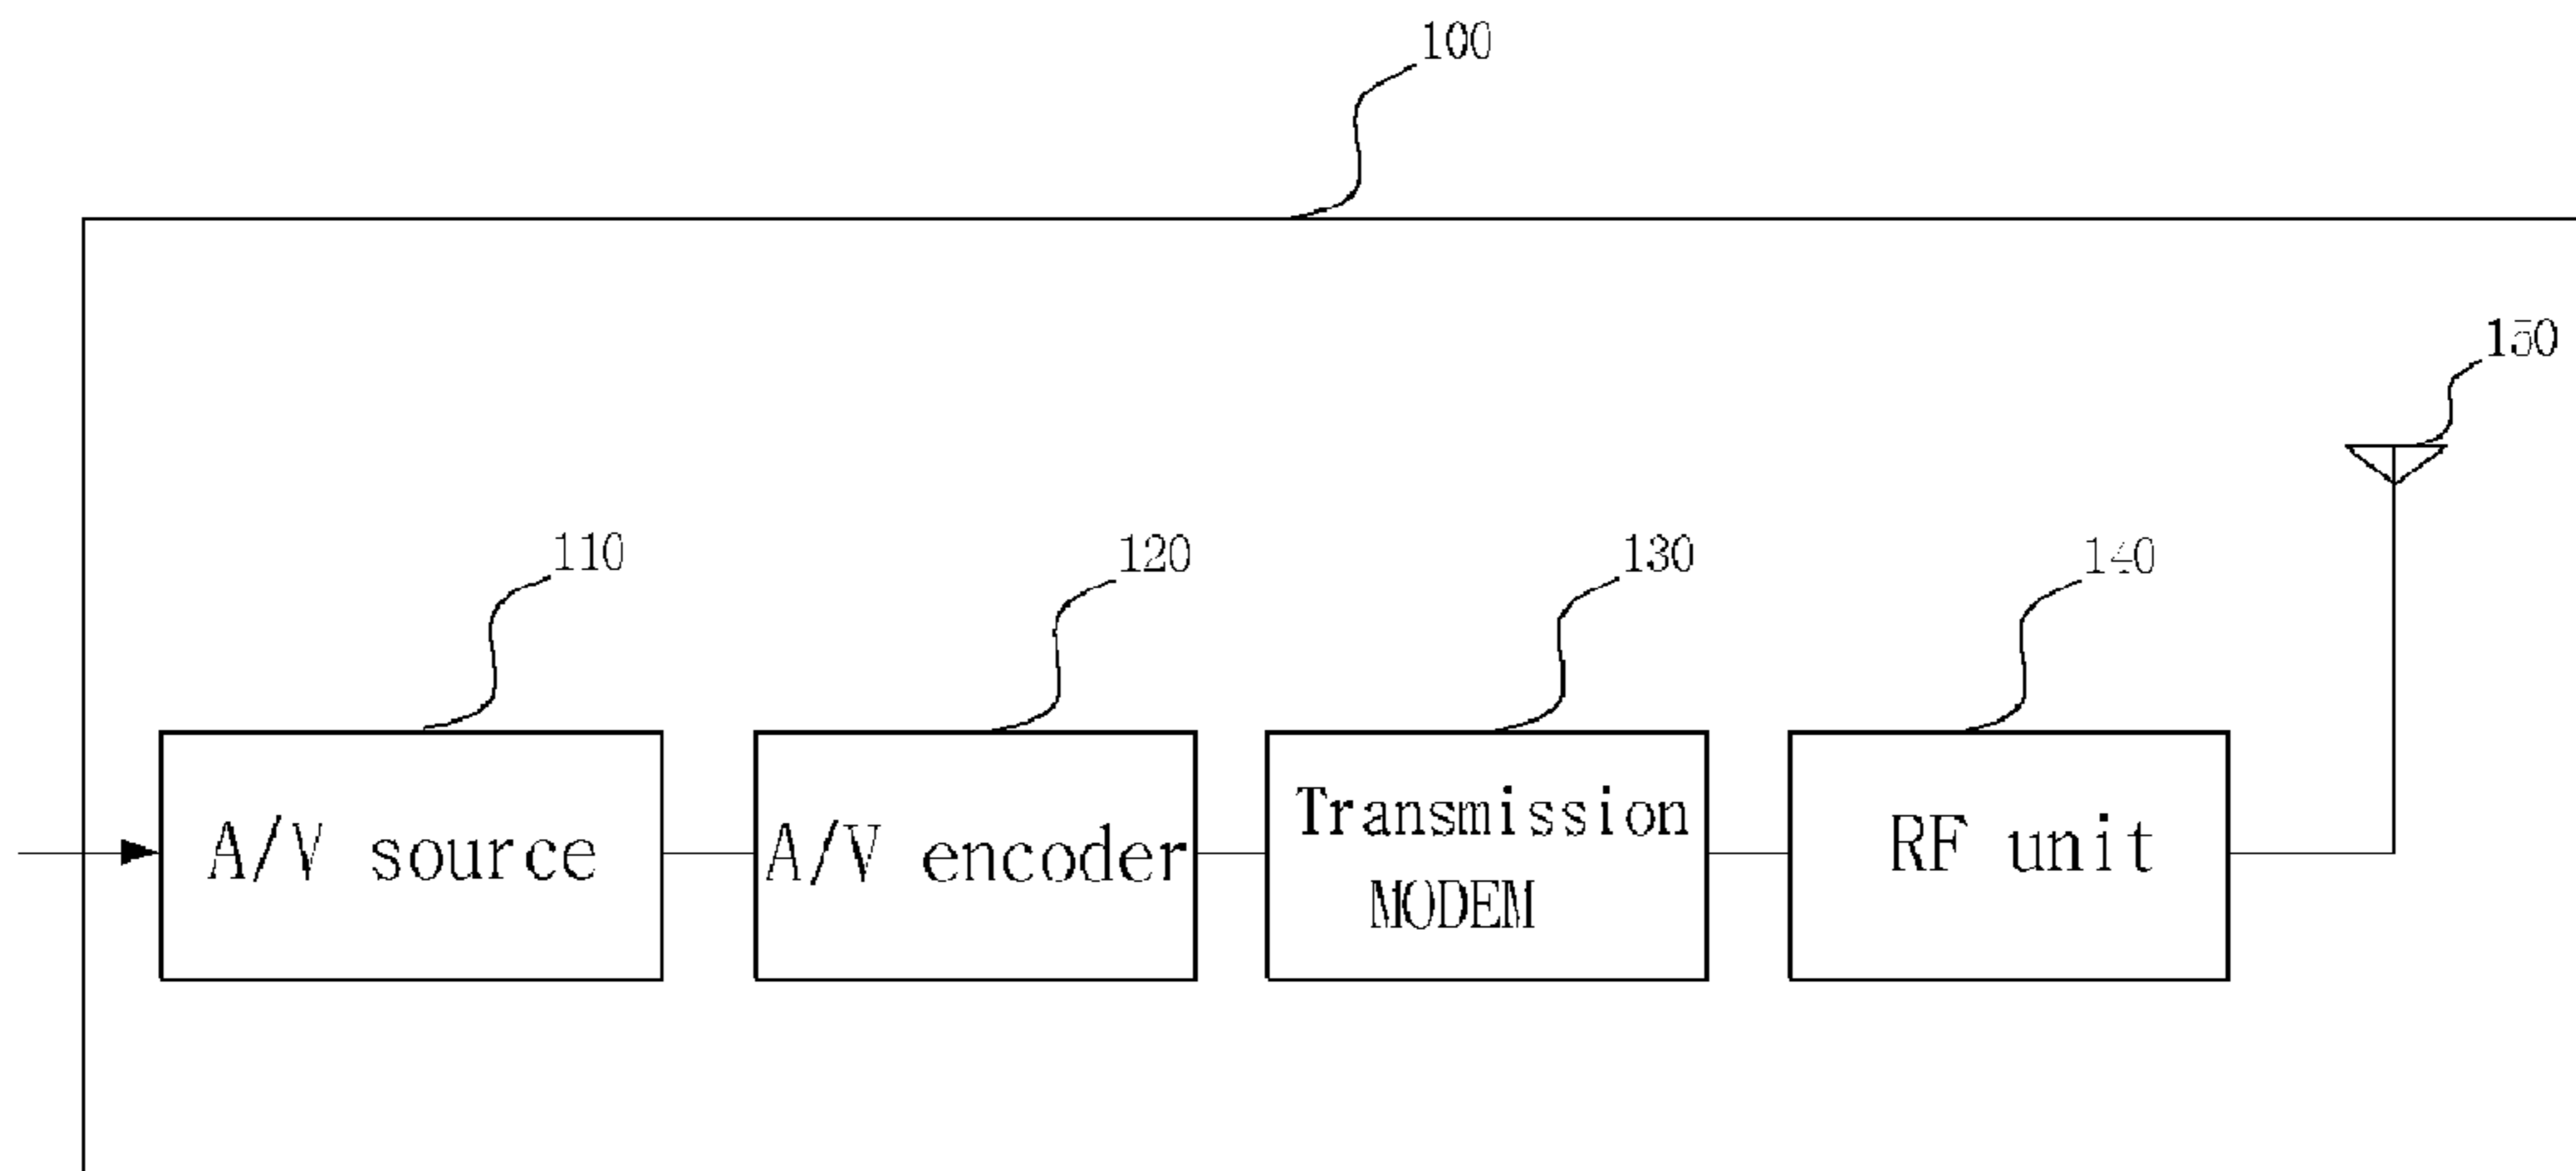 100
150
110
120
130
140
A/V source
A/V encoder
Transmission
MODEM
RF unit